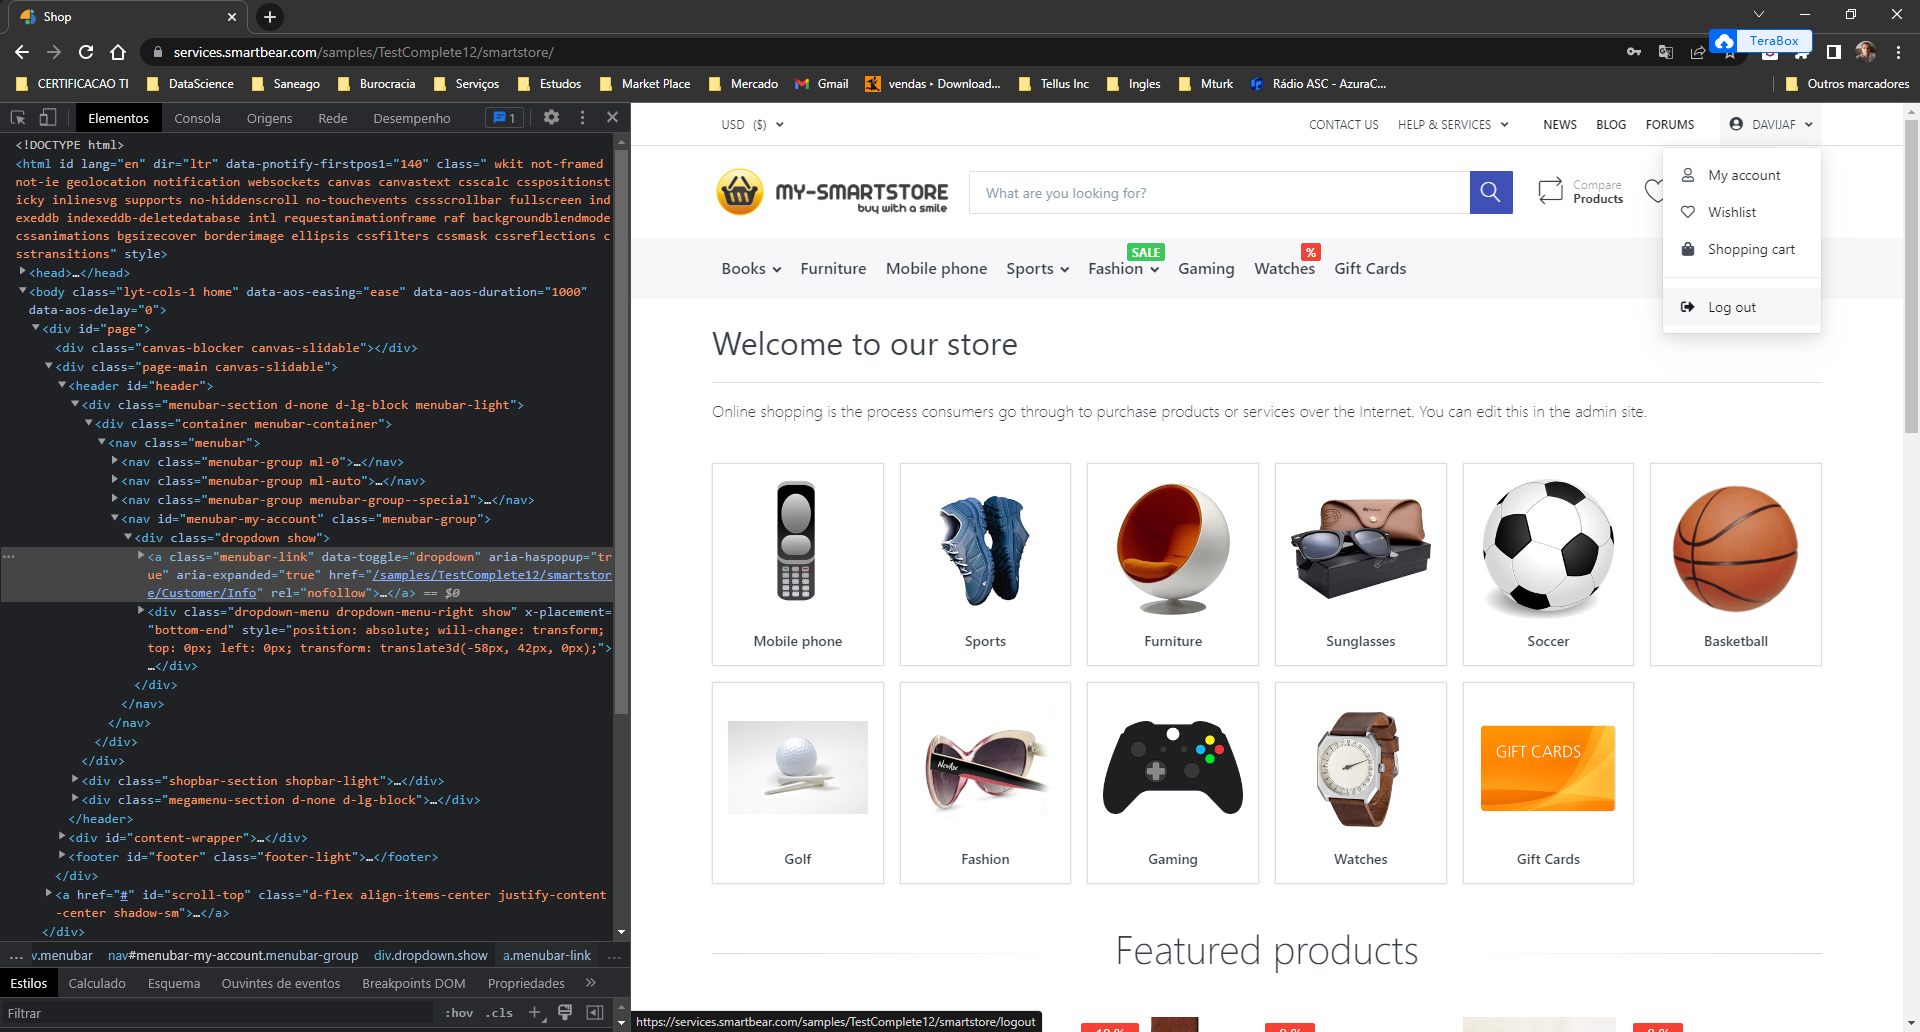 Shop
services.smartbear.com/samples/TestComplete12/smartstore/
TeraBox
CERTIFICACAO TI
DataScience
Saneago
Burocracia
Serviços
Estudos
Market Place
Mercado
Gmail
vendas ‣ Download...
Tellus Inc
Ingles
Mturk
Rádio ASC - AzuraC...
Outros marcadores
Elementos
Consola
Origens
Rede
Desempenho
1
<!DOCTYPE html>
<html id lang="en" dir="ltr" data-pnotify-firstpos1="140" class=" wkit not-framed
not-ie geolocation notification websockets canvas canvastext csscalc csspositionst
icky inlinesvg supports no-hiddenscroll no-touchevents cssscrollbar fullscreen ind
exeddb indexeddb-deletedatabase intl requestanimationframe raf backgroundblendmode
cssanimations bgsizecover borderimage ellipsis cssfilters cssmask cssreflections c
sstransitions" style>
<head>…</head>
<body class="lyt-cols-1 home" data-aos-easing="ease" data-aos-duration="1000"
data-aos-delay="0">
<div id="page">
<div class="canvas-blocker canvas-slidable"></div>
<div class="page-main canvas-slidable">
<header id="header">
<div class="menubar-section d-none d-lg-block menubar-light">
<div class="container menubar-container">
<nav class="menubar">
<nav class="menubar-group ml-0">…</nav>
<nav class="menubar-group ml-auto">…</nav>
<nav class="menubar-group menubar-group--special">…</nav>
<nav id="menubar-my-account" class="menubar-group">
<div class="dropdown show">
<a class="menubar-link" data-toggle="dropdown" aria-haspopup="tr
ue" aria-expanded="true" href="/samples/TestComplete12/smartstor
e/Customer/Info" rel="nofollow">…</a> == $0
<div class="dropdown-menu dropdown-menu-right show" x-placement=
"bottom-end" style="position: absolute; will-change: transform;
top: 0px; left: 0px; transform: translate3d(-58px, 42px, 0px);">
…</div>
</div>
</nav>
</nav>
</div>
</div>
<div class="shopbar-section shopbar-light">…</div>
<div class="megamenu-section d-none d-lg-block">…</div>
</header>
<div id="content-wrapper">…</div>
<footer id="footer" class="footer-light">…</footer>
</div>
<a href="#" id="scroll-top" class="d-flex align-items-center justify-content
-center shadow-sm">…</a>
</div>
... v.menubar nav#menubar-my-account.menubar-group div.dropdown.show a.menubar-link ...
Estilos
Calculado
Esquema
Ouvintes de eventos
Breakpoints DOM
Propriedades
Filtrar
:hov .cls
USD ($)
CONTACT US
HELP & SERVICES
NEWS
BLOG
FORUMS
DAVIJAF
MY-SMARTSTORE
buy with a smile
What are you looking for?
Compare
Products
My account
Wishlist
Shopping cart
Log out
SALE
%
Books
Furniture
Mobile phone
Sports
Fashion
Gaming
Watches
Gift Cards
Welcome to our store
Online shopping is the process consumers go through to purchase products or services over the Internet. You can edit this in the admin site.
Mobile phone
Sports
Furniture
Sunglasses
Soccer
Basketball
GIFT CARDS
Golf
Fashion
Gaming
Watches
Gift Cards
Featured products
https://services.smartbear.com/samples/TestComplete12/smartstore/logout